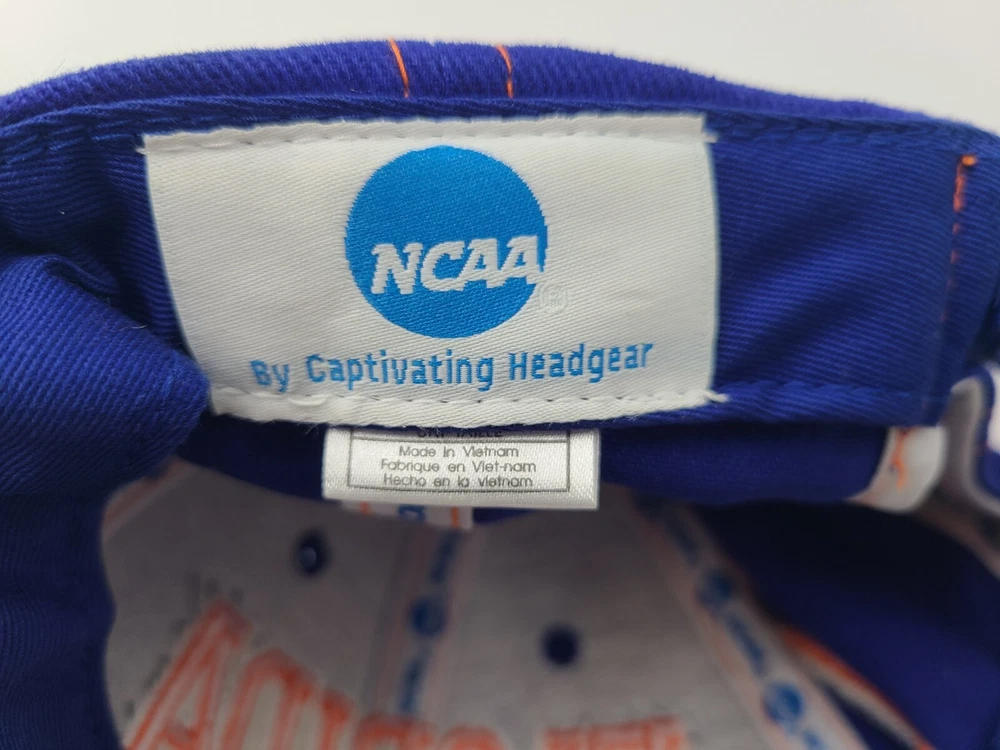 NCAA
®
By Captivating Headgear
Made in Vietnam
Fabrique en Viet-nam
Hecho en la vietnam